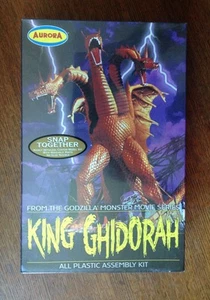 AURORA
SNAP
TOGETHER
FROM THE GODZILLA MONSTER MOVIE SERIES
KING GHIDORAH
ALL PLASTIC ASSEMBLY KIT